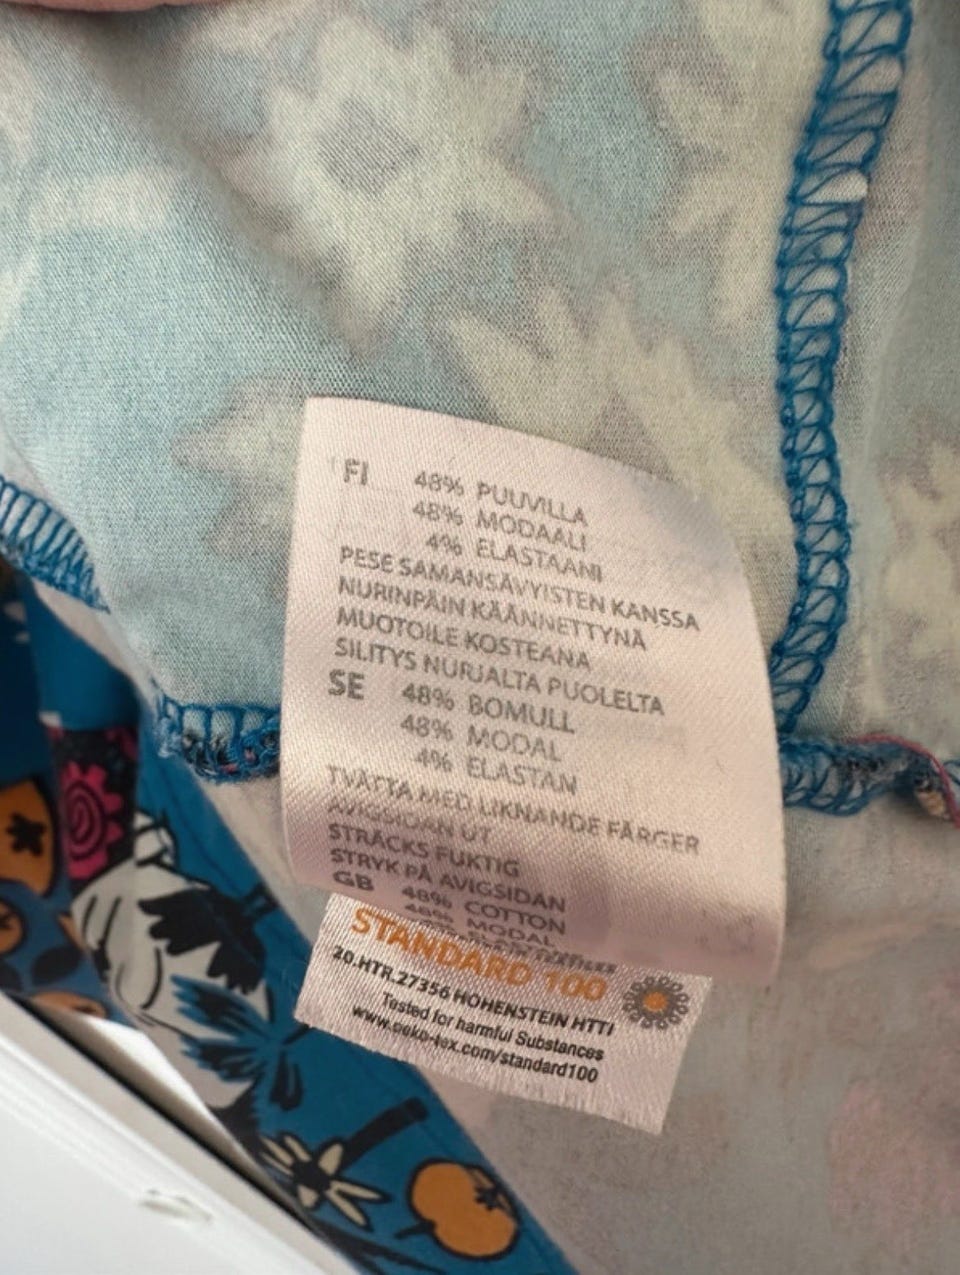 FI 48% PUUVILLA
48% MODAALI
4% ELASTAANI
PESE SAMANSÄVYISTEN KANSSA
NURINPÄIN KÄÄNNETTYNÄ
MUOTOILE KOSTEANA
SILITYS NURJALTA PUOLELTA
SE 48% BOMULL
48% MODAL
4% ELASTAN
TVÄTTA MED LIKNANDE FÄRGER
AVIGSIDAN UT
STRÄCKS FUKTIG
STRYK PÅ AVIGSIDAN
GB 48% COTTON
48% MODAL
STANDARD 100
20.HTR.27356 HOHENSTEIN HTTI
Tested for harmful Substances
www.oeko-tex.com/standard100